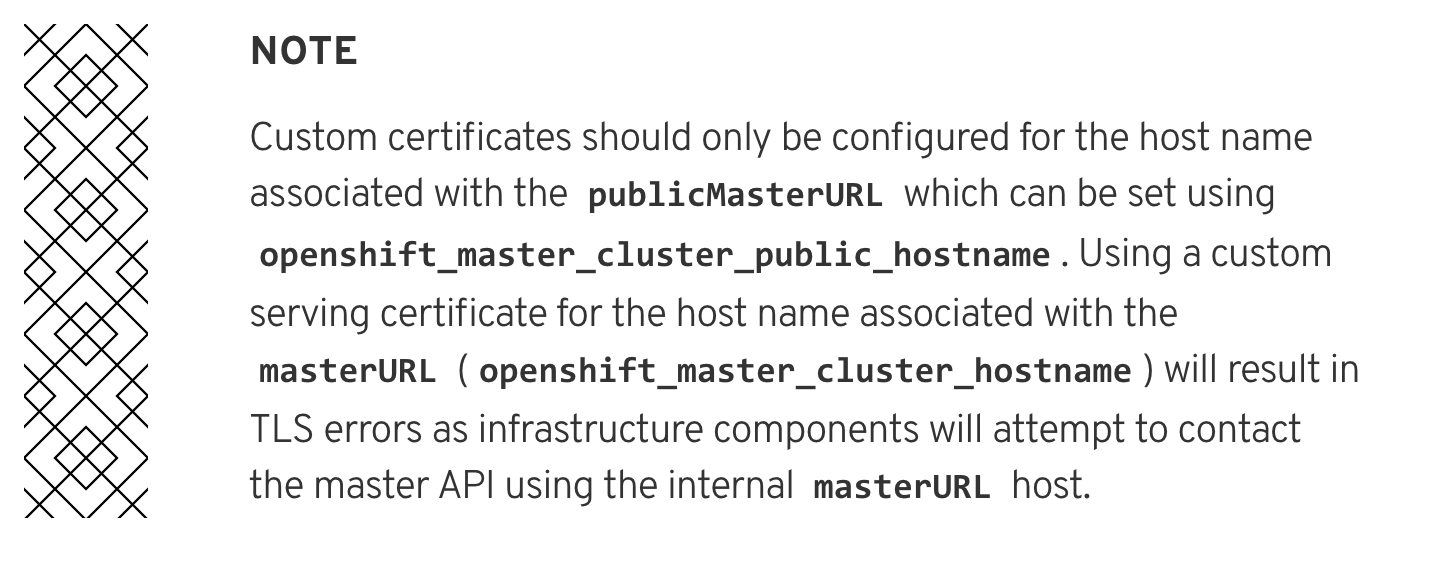 NOTE
Custom certificates should only be configured for the host name
associated with the publicMasterURL which can be set using
openshift_master_cluster_public_hostname . Using a custom
serving certificate for the host name associated with the
masterURL ( openshift_master_cluster_hostname ) will result in
TLS errors as infrastructure components will attempt to contact
the master API using the internal masterURL host.